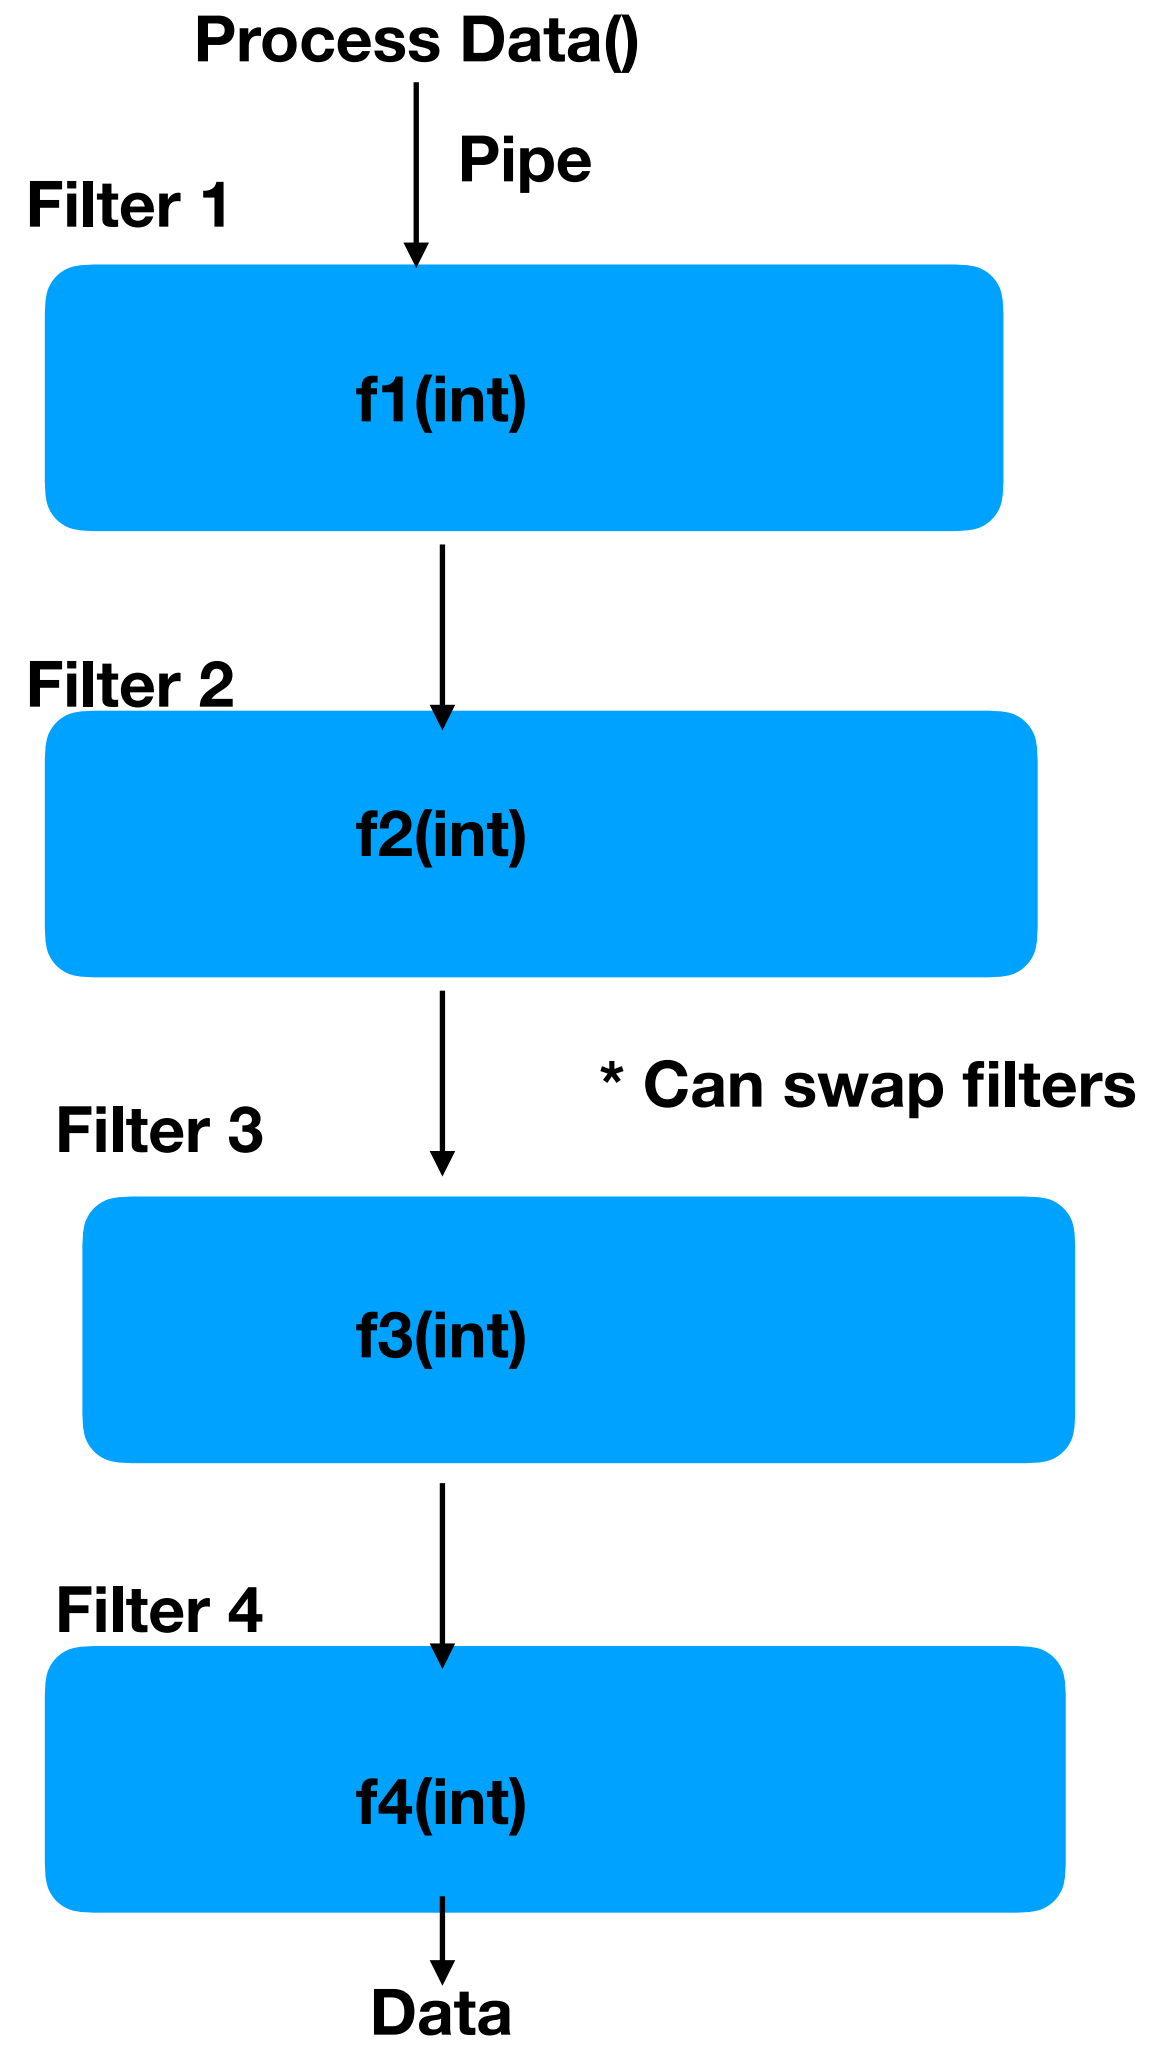 Process Data()
Pipe
Filter 1
f1(int)
Filter 2
f2(int)
* Can swap filters
Filter 3
f3(int)
Filter 4
f4(int)
Data